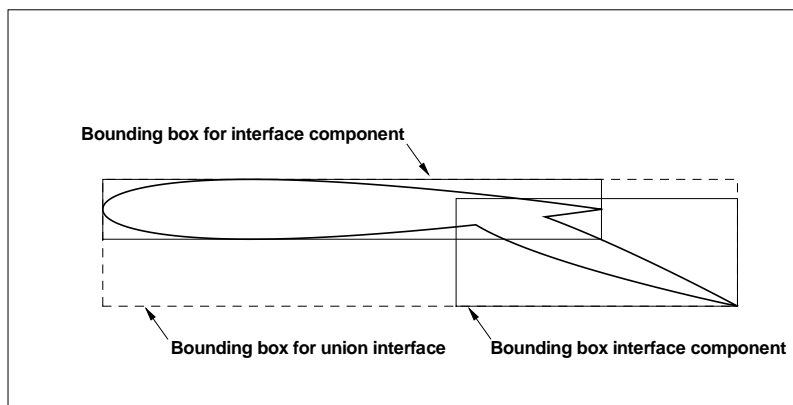 Bounding box for interface component
Bounding box for union interface
Bounding box interface component